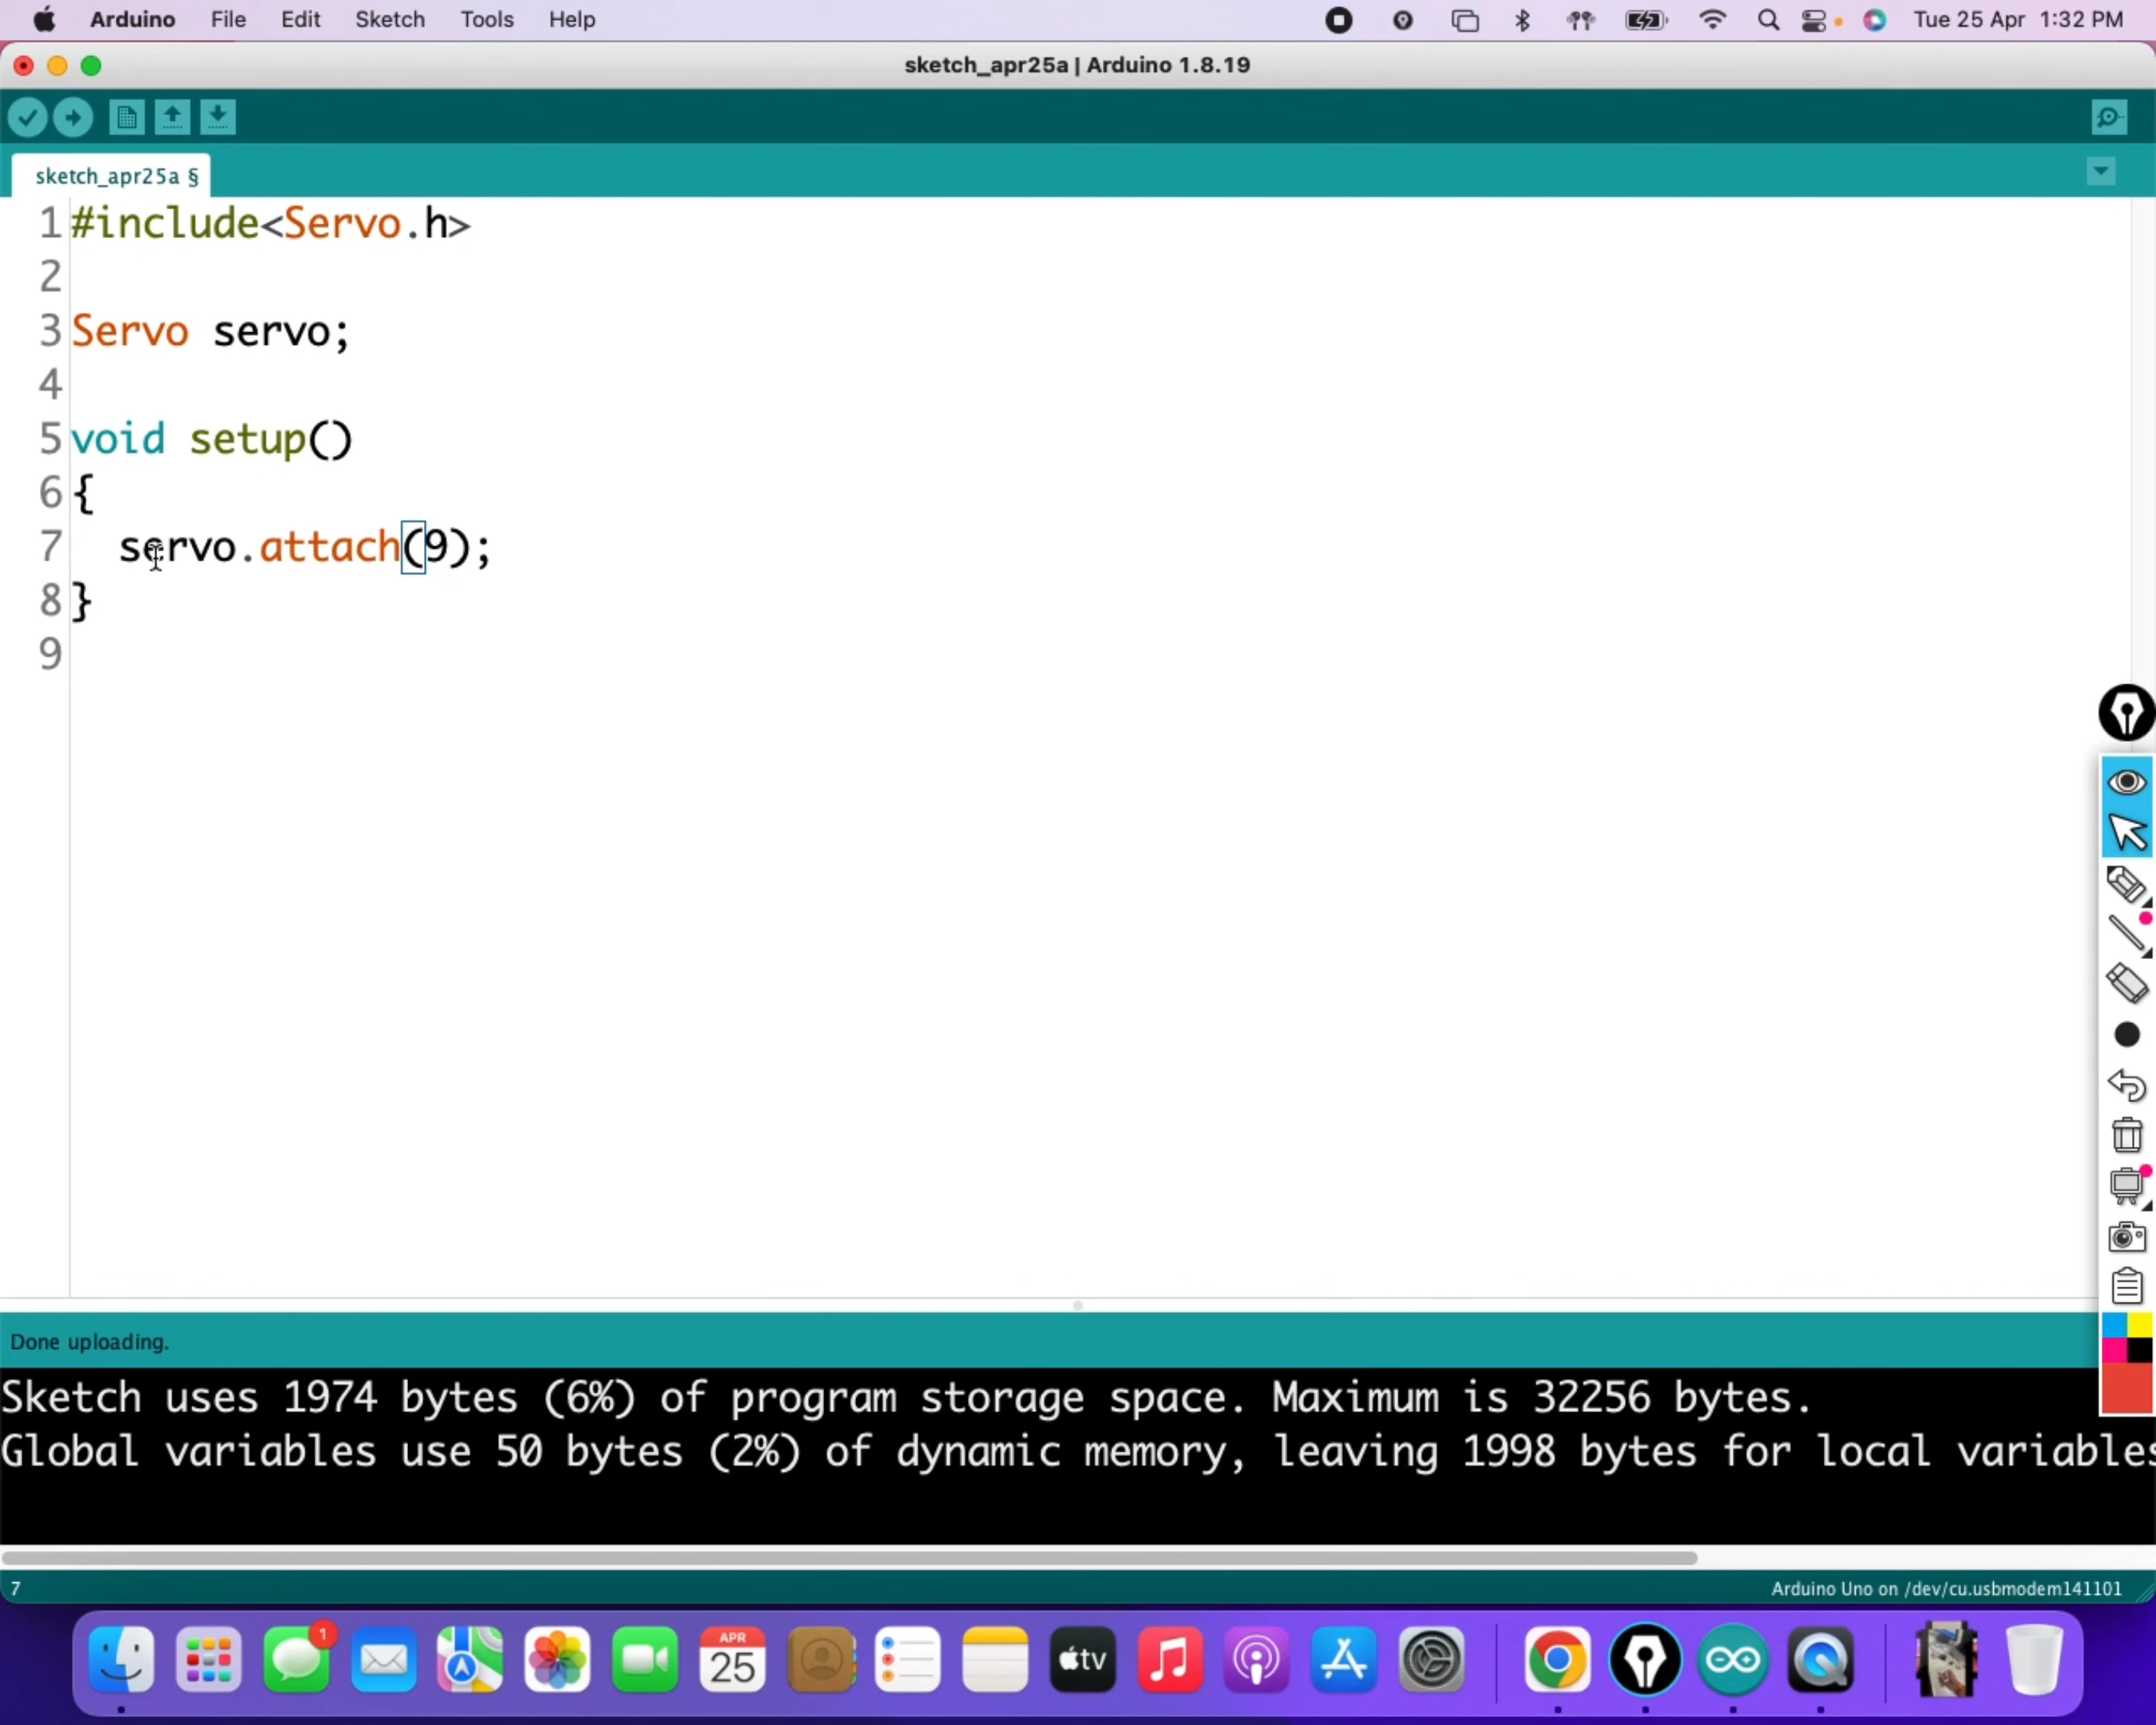 Arduino File Edit Sketch Tools Help Tue 25 Apr 1:32 PM
sketch_apr25a | Arduino 1.8.19
sketch_apr25a §
1 #include<Servo.h>
2
3 Servo servo;
4
5 void setup()
6 {
7 servo.attach(9);
8 }
9
Done uploading.
Sketch uses 1974 bytes (6%) of program storage space. Maximum is 32256 bytes.
Global variables use 50 bytes (2%) of dynamic memory, leaving 1998 bytes for local variables
7 Arduino Uno on /dev/cu.usbmodem141101
1
APR
25
tv